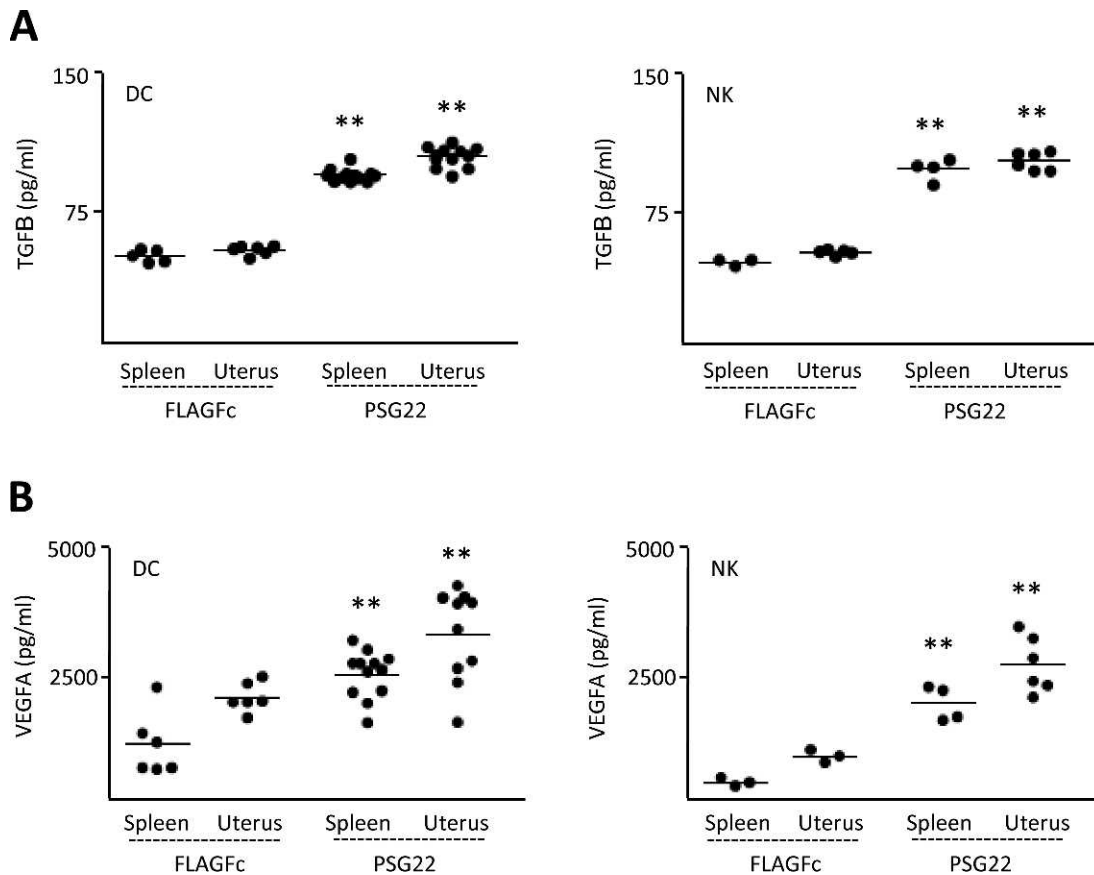 A
150
DC
**
**
TGFB (pg/ml)
75
Spleen Uterus Spleen Uterus
FLAGFc PSG22
150
NK
**
**
TGFB (pg/ml)
75
Spleen Uterus Spleen Uterus
FLAGFc PSG22
B
5000
DC
**
**
VEGFA (pg/ml)
2500
Spleen Uterus Spleen Uterus
FLAGFc PSG22
5000
NK
**
**
VEGFA (pg/ml)
2500
Spleen Uterus Spleen Uterus
FLAGFc PSG22